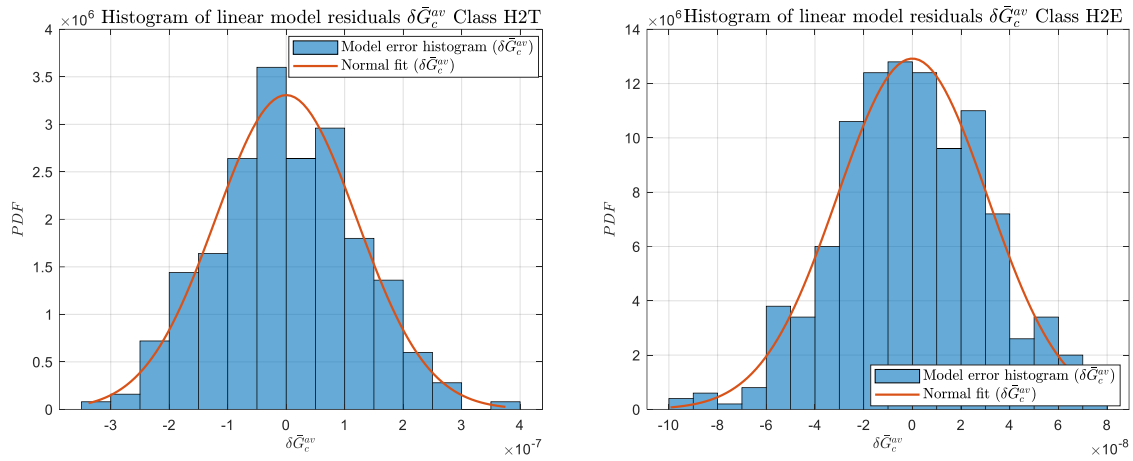 ×10⁶ Histogram of linear model residuals δḠ_c^{av} Class H2T
4
3.5
3
2.5
2
1.5
1
0.5
0
PDF
Model error histogram (δḠ_c^{av})
Normal fit (δḠ_c^{av})
-3 -2 -1 0 1 2 3 4
δḠ_c^{av}
×10⁻⁷
×10⁶ Histogram of linear model residuals δḠ_c^{av} Class H2E
14
12
10
8
6
4
2
0
PDF
Model error histogram (δḠ_c^{av})
Normal fit (δḠ_c^{av})
-10 -8 -6 -4 -2 0 2 4 6 8
δḠ_c^{av}
×10⁻⁸